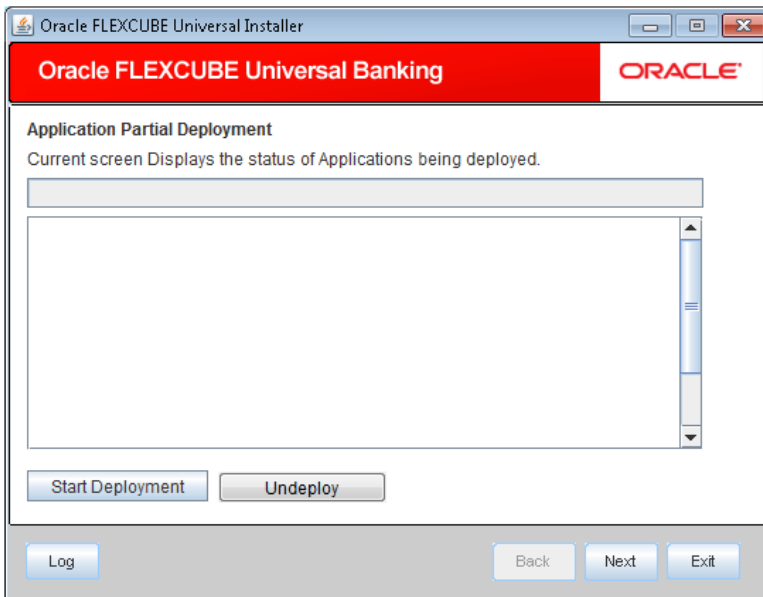 Oracle FLEXCUBE Universal Installer
Oracle FLEXCUBE Universal Banking
ORACLE
Application Partial Deployment
Current screen Displays the status of Applications being deployed.
Start Deployment Undeploy
Log Back Next Exit